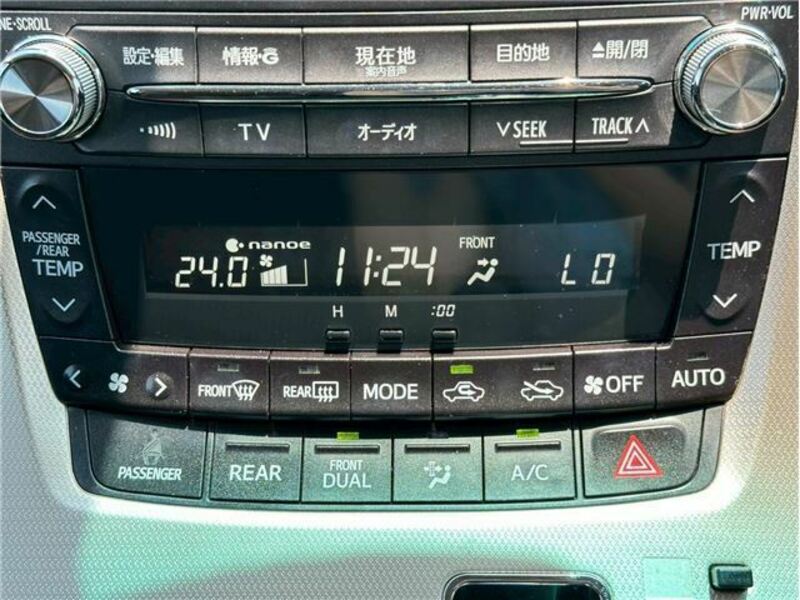 NE·SCROLL
PWR·VOL
設定·編集 情報·G 現在地 目的地 ▲開/閉
案内音声
TV オーディオ ∨ SEEK TRACK ∧
PASSENGER
/REAR
TEMP
nanoe
24.0 11:24 FRONT LO
TEMP
H M :00
FRONT REAR MODE OFF AUTO
PASSENGER REAR FRONT
DUAL A/C